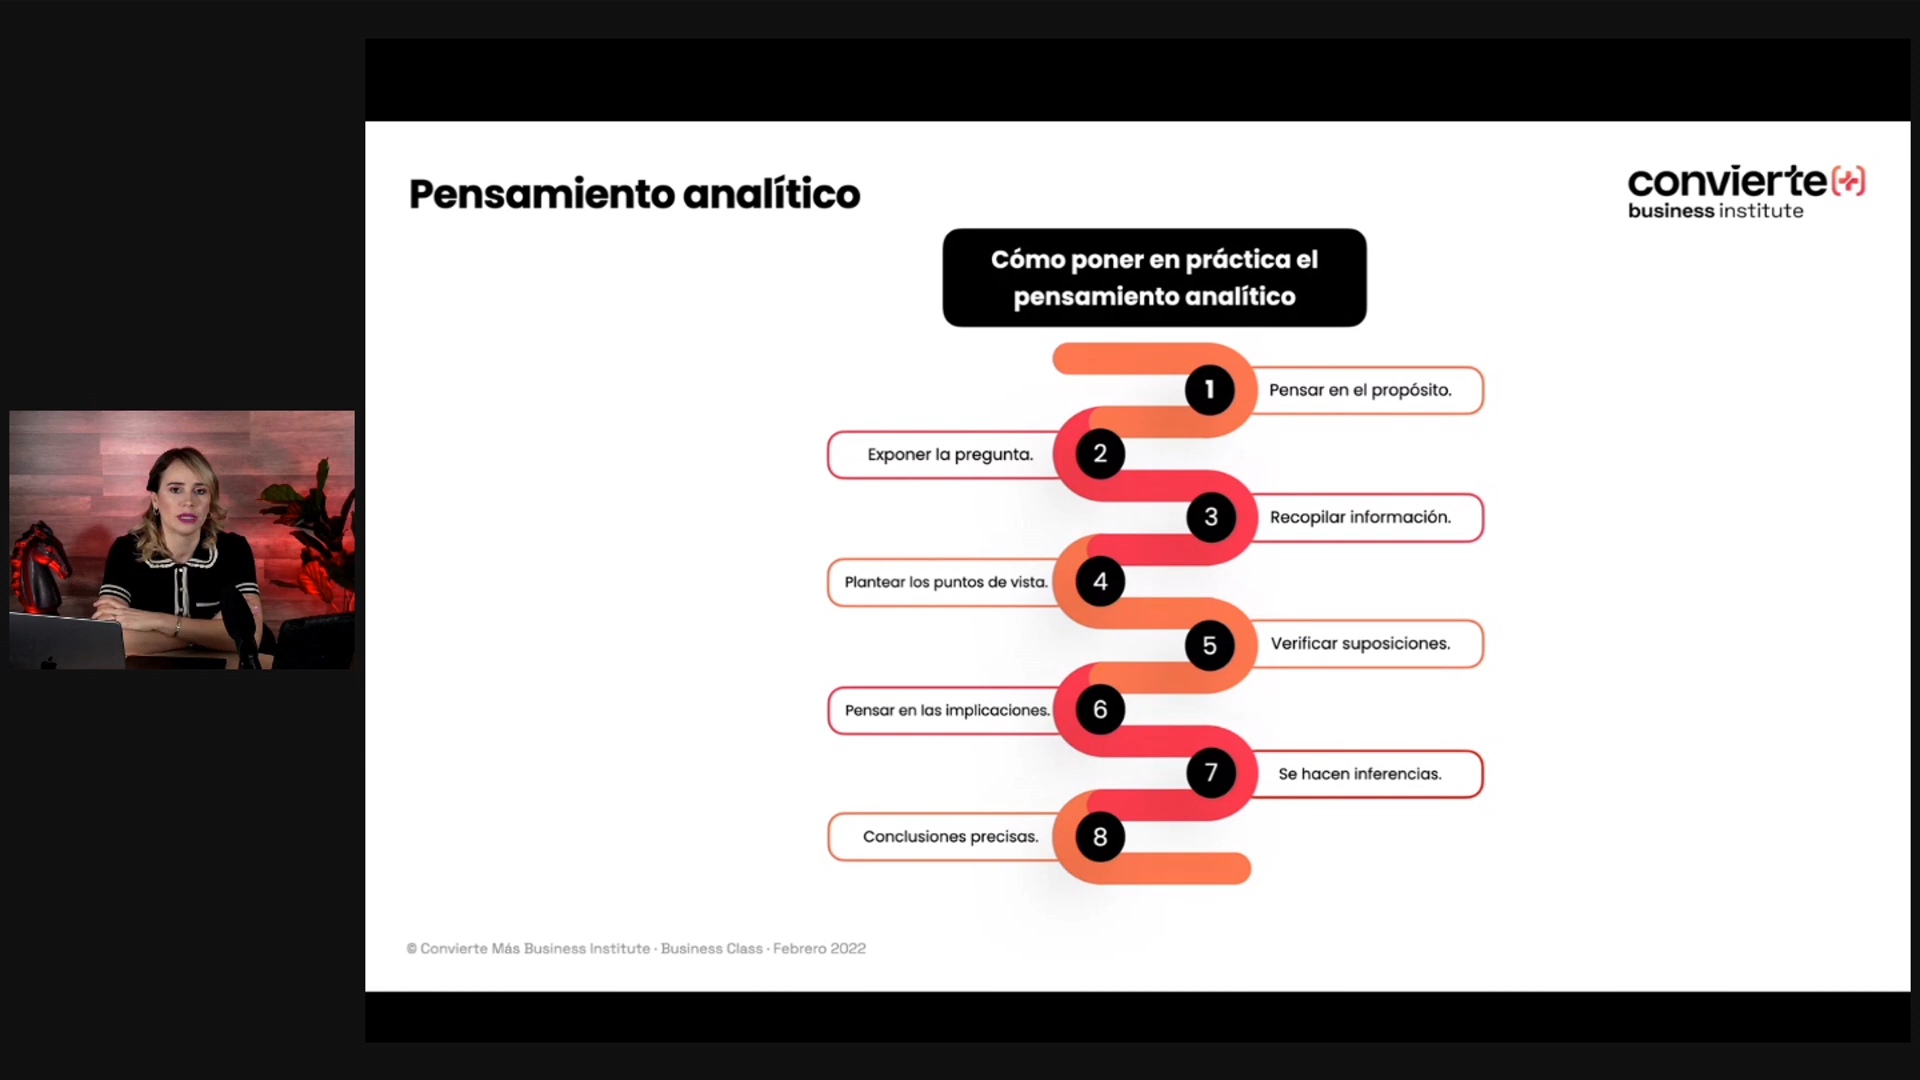 Pensamiento analítico
convierte[+]
business institute
Cómo poner en práctica el
pensamiento analítico
1
Pensar en el propósito.
2
Exponer la pregunta.
3
Recopilar información.
4
Plantear los puntos de vista.
5
Verificar suposiciones.
6
Pensar en las implicaciones.
7
Se hacen inferencias.
8
Conclusiones precisas.
© Convierte Más Business Institute · Business Class · Febrero 2022